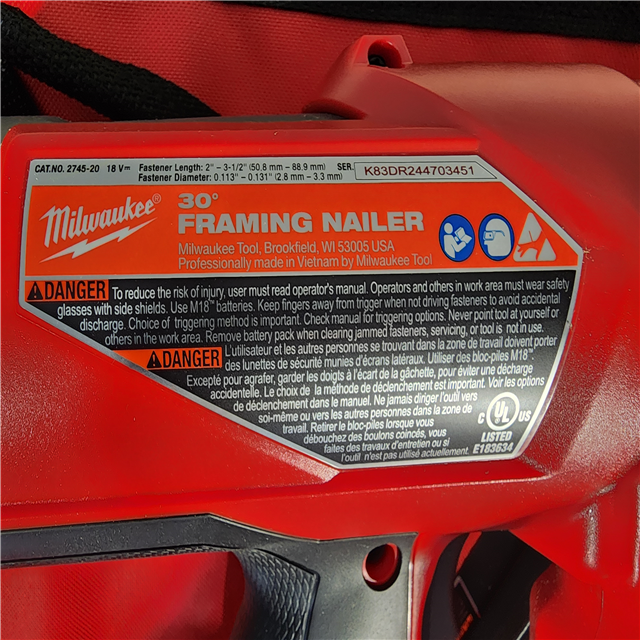 CAT.NO. 2745-20 18 V⎓ Fastener Length: 2" - 3-1/2" (50.8 mm - 88.9 mm) SER. K83DR244703451
Fastener Diameter: 0.113" - 0.131" (2.8 mm - 3.3 mm)
Milwaukee®
30°
FRAMING NAILER
Milwaukee Tool, Brookfield, WI 53005 USA
Professionally made in Vietnam by Milwaukee Tool
DANGER To reduce the risk of injury, user must read operator's manual. Operators and others in work area must wear safety
glasses with side shields. Use M18™ batteries. Keep fingers away from trigger when not driving fasteners to avoid accidental
discharge. Choice of triggering method is important. Check manual for triggering options. Never point tool at yourself or
others in work area. Remove battery pack when clearing jammed fasteners, servicing, or tool is not in use.
DANGER L'utilisateur et les autres personnes se trouvant dans la zone de travail doivent porter
des lunettes de sécurité munies d'écrans latéraux. Utiliser des bloc-piles M18™.
Excepté pour agrafer, garder les doigts à l'écart de la gâchette, pour éviter une décharge
accidentelle. Le choix de la méthode de déclenchement est important. Voir les options
de déclenchement dans le manuel. Ne jamais diriger l'outil vers
soi-même ou vers les autres personnes dans la zone de
travail. Retirer le bloc-piles lorsque vous
débouchez des boulons coincés, vous
faites des travaux d'entretien ou si
l'outil n'est pas utilisé actuellement.
C UL US
LISTED
E183634